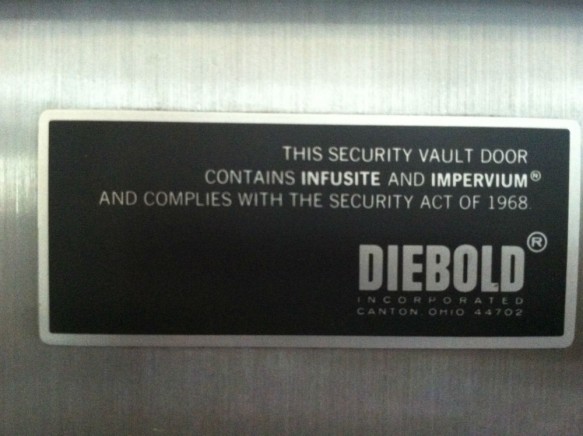 THIS SECURITY VAULT DOOR
CONTAINS INFUSITE AND IMPERVIUM®
AND COMPLIES WITH THE SECURITY ACT OF 1968.
DIEBOLD®
INCORPORATED
CANTON, OHIO 44702